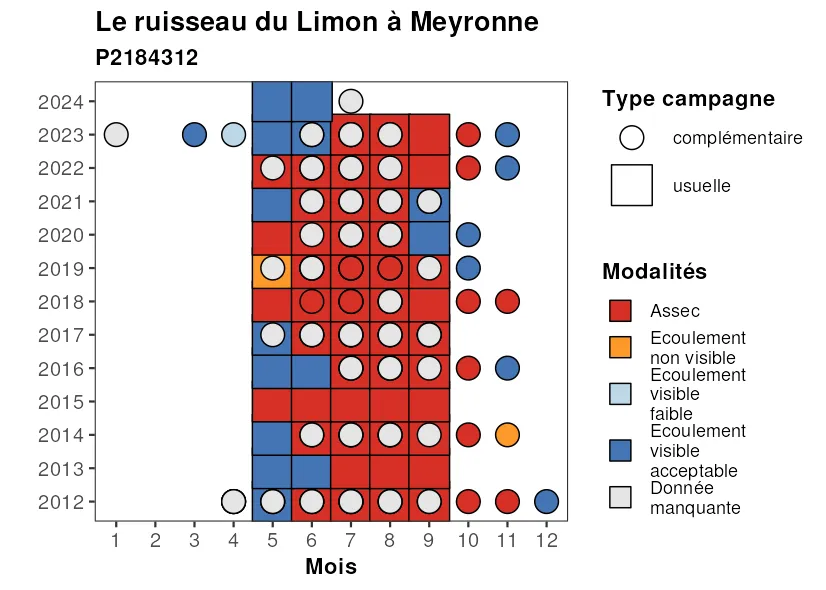 Le ruisseau du Limon à Meyronne
P2184312
2024
2023
2022
2021
2020
2019
2018
2017
2016
2015
2014
2013
2012
1 2 3 4 5 6 7 8 9 10 11 12
Mois
Type campagne
complémentaire
usuelle
Modalités
Assec
Ecoulement
non visible
Ecoulement
visible
faible
Ecoulement
visible
acceptable
Donnée
manquante